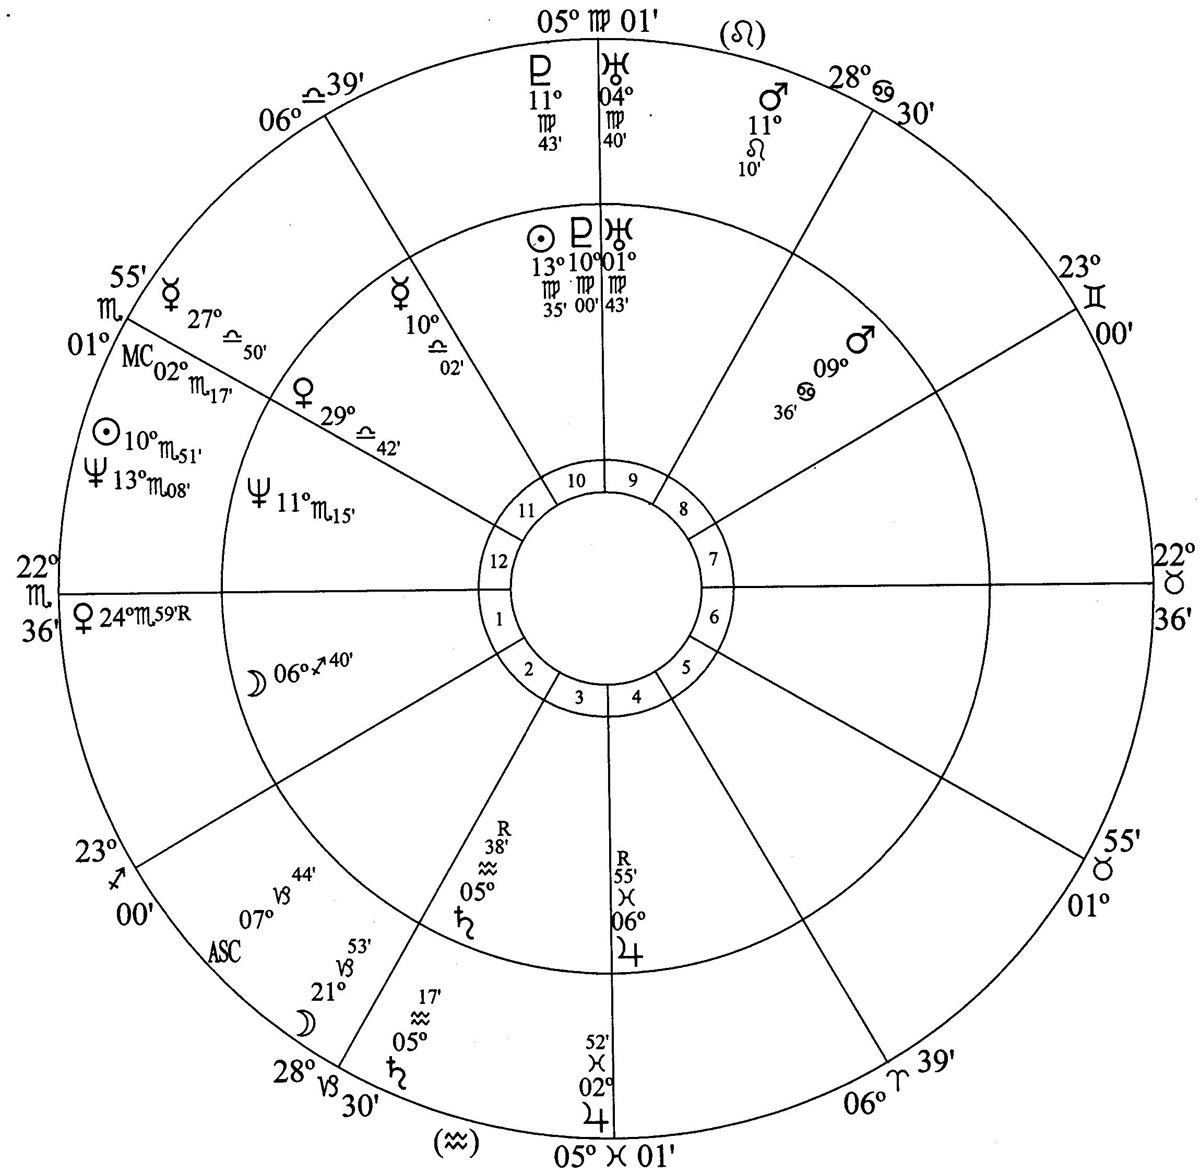 05° ♍ 01'
(♌)
28° ♋ 30'
23° ♊ 00'
22° ♉ 36'
55' ♉ 01°
39' ♈ 06°
05° ♓ 01'
(♒)
28° ♑ 30'
23° ♐ 00'
22° ♏ 36'
55' ♏ 01°
06° ♎ 39'
♇ 11° ♍ 43'
♅ 04° ♍ 40'
♂ 11° ♌ 10'
☿ 27° ♎ 50'
MC 02° ♏ 17'
☉ 10° ♏ 51'
♆ 13° ♏ 08'
♀ 24° ♏ 59' R
ASC 07° ♑ 44'
☽ 21° ♑ 53'
♄ 05° ♒ 17'
♃ 02° ♓ 52'
☉ 13° ♍ 35'
♇ 10° ♍ 00'
♅ 01° ♍ 43'
♂ 09° ♋ 36'
☿ 10° ♎ 02'
♀ 29° ♎ 42'
♆ 11° ♏ 15'
☽ 06° ♐ 40'
♄ 05° ♒ 38' R
♃ 06° ♓ 55' R
1
2
3
4
5
6
7
8
9
10
11
12